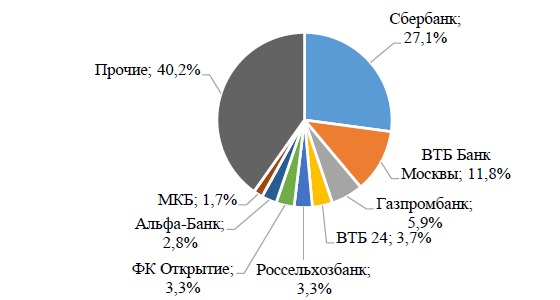 Сбербанк;
27,1%
ВТБ Банк
Москвы; 11,8%
Газпромбанк;
5,9%
ВТБ 24; 3,7%
Россельхозбанк;
3,3%
ФК Открытие;
3,3%
Альфа-Банк;
2,8%
МКБ; 1,7%
Прочие; 40,2%